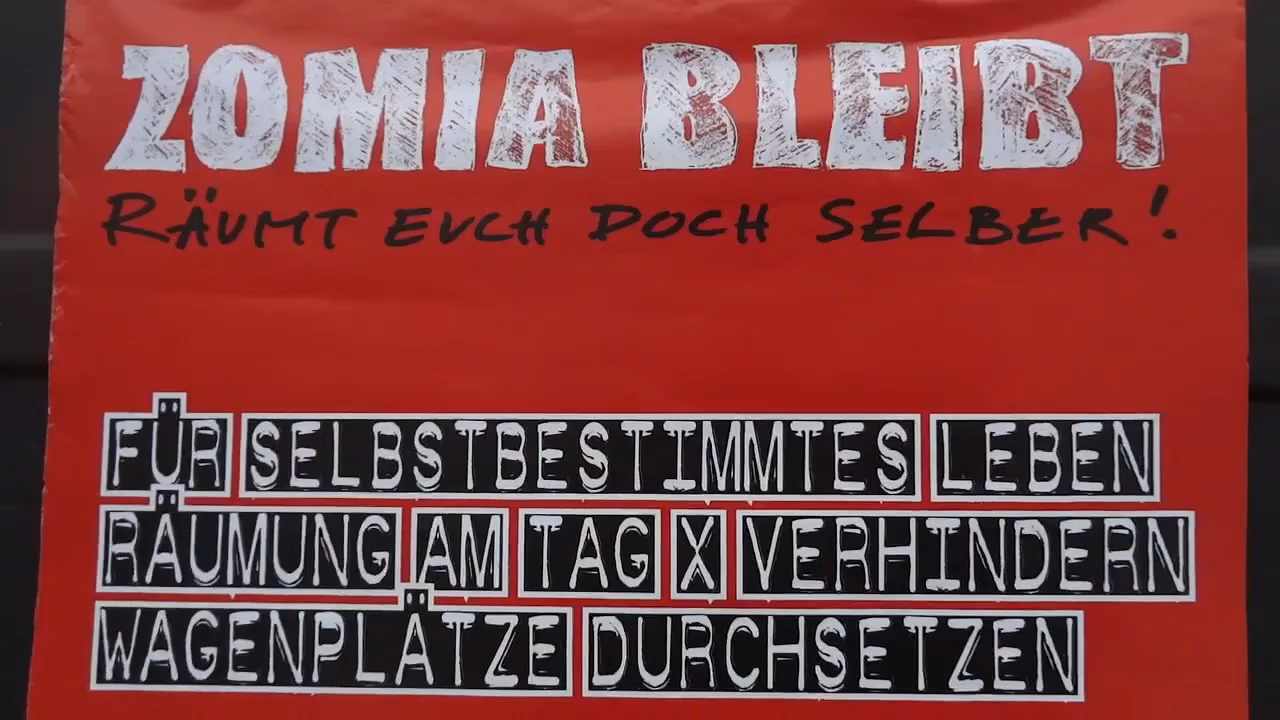 ZOMIA BLEIBT
RÄUMT EUCH DOCH SELBER!
FÜR SELBSTBESTIMMTES LEBEN
RÄUMUNG AM TAG X VERHINDERN
WAGENPLÄTZE DURCHSETZEN